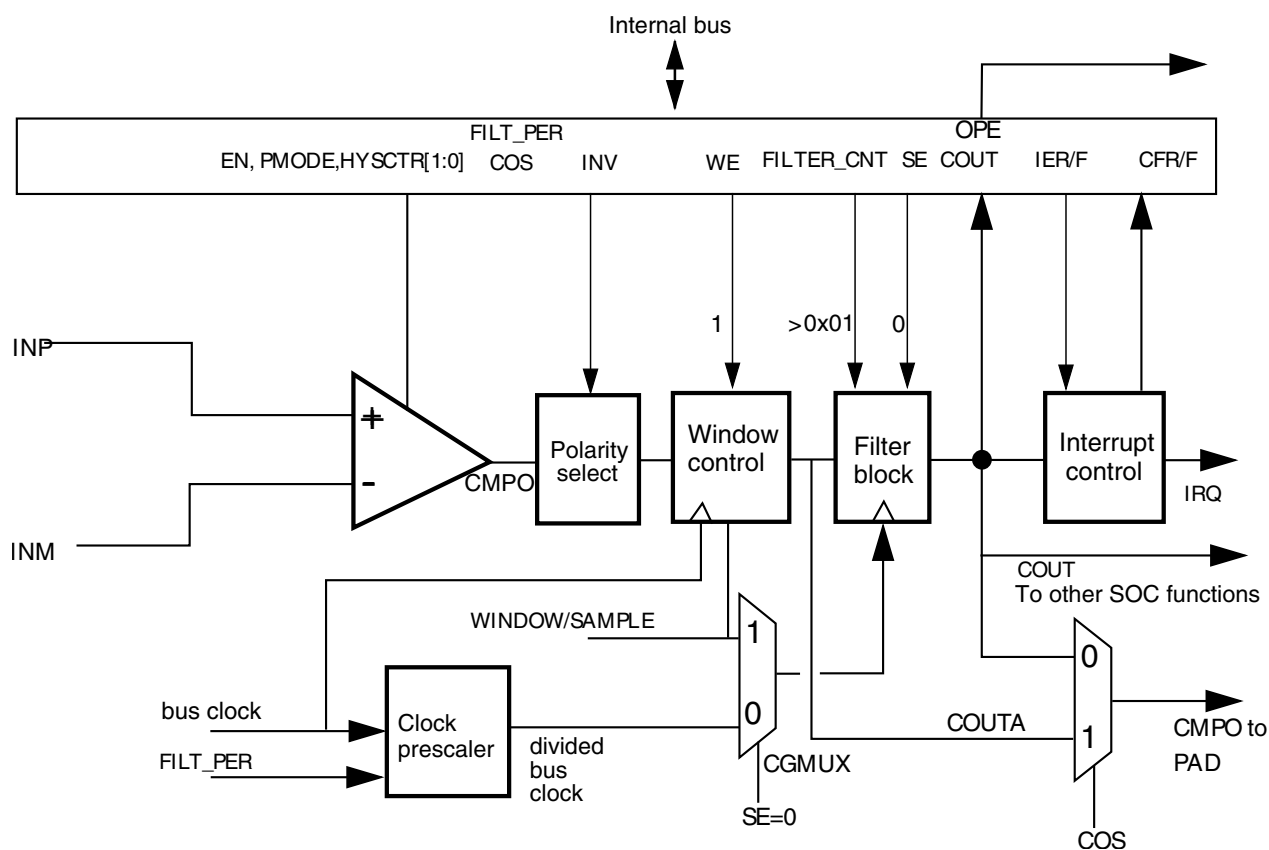 Internal bus
FILT_PER
OPE
EN, PMODE,HYSCTR[1:0]
COS
INV
WE
FILTER_CNT
SE
COUT
IER/F
CFR/F
1
>0x01
0
INP
INM
+
-
CMPO
Polarity
select
Window
control
Filter
block
Interrupt
control
IRQ
COUT
To other SOC functions
WINDOW/SAMPLE
1
0
CGMUX
SE=0
bus clock
FILT_PER
Clock
prescaler
divided
bus
clock
COUTA
0
1
COS
CMPO to
PAD